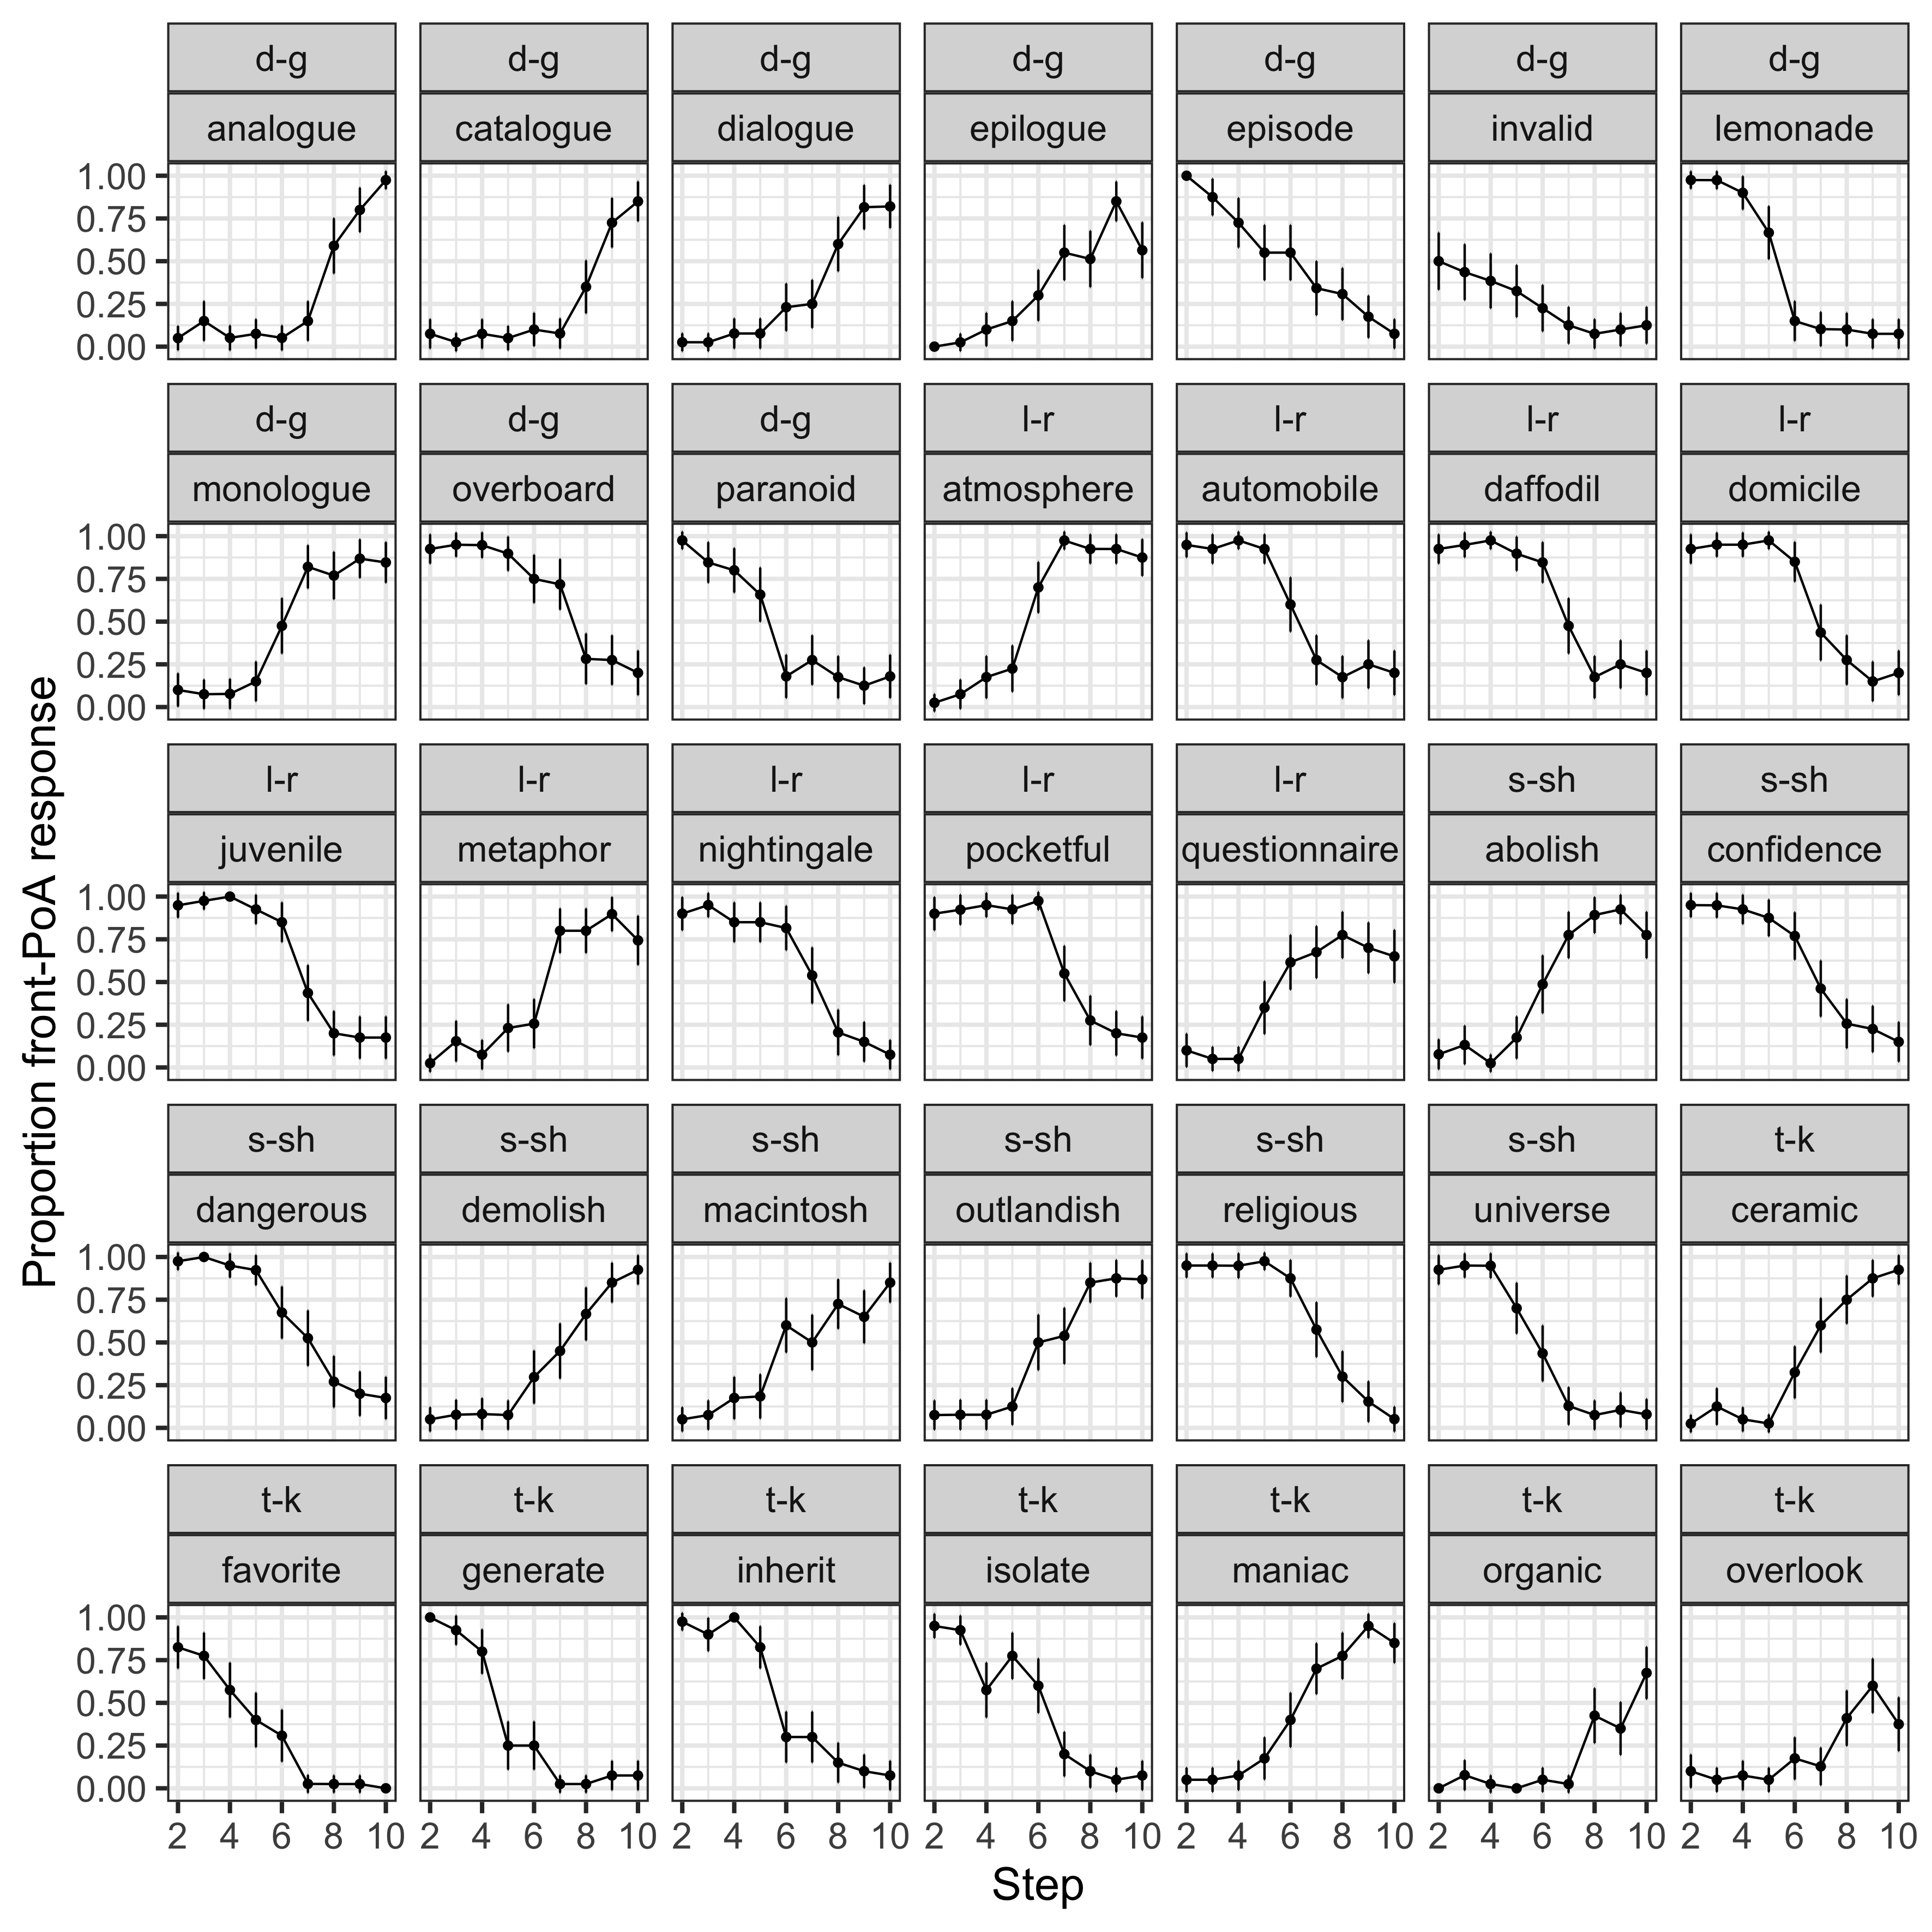 d-g d-g d-g d-g d-g d-g d-g
analogue catalogue dialogue epilogue episode invalid lemonade
1.00
0.75
0.50
0.25
0.00
d-g d-g d-g l-r l-r l-r l-r
monologue overboard paranoid atmosphere automobile daffodil domicile
1.00
0.75
0.50
0.25
0.00
l-r l-r l-r l-r l-r s-sh s-sh
juvenile metaphor nightingale pocketful questionnaire abolish confidence
1.00
0.75
0.50
0.25
0.00
s-sh s-sh s-sh s-sh s-sh s-sh t-k
dangerous demolish macintosh outlandish religious universe ceramic
1.00
0.75
0.50
0.25
0.00
t-k t-k t-k t-k t-k t-k t-k
favorite generate inherit isolate maniac organic overlook
1.00
0.75
0.50
0.25
0.00
2 4 6 8 10 2 4 6 8 10 2 4 6 8 10 2 4 6 8 10 2 4 6 8 10 2 4 6 8 10 2 4 6 8 10
Step
Proportion front-PoA response